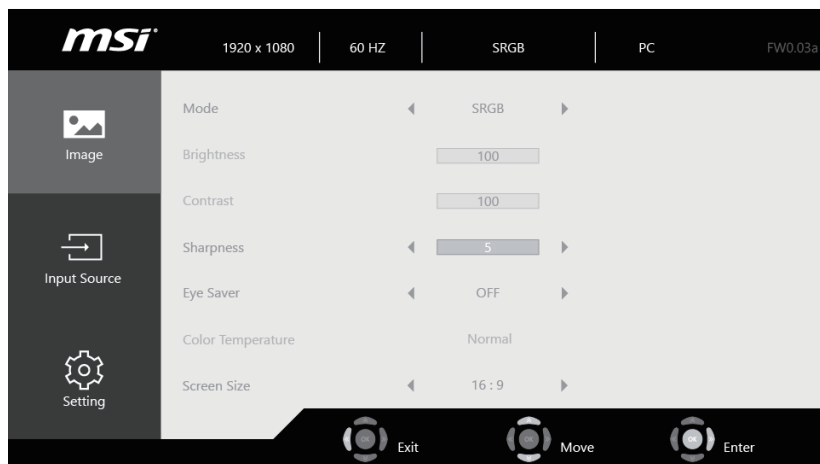 msi
1920 x 1080 60 HZ SRGB PC FW0.03a
Image
Input Source
Setting
Mode SRGB
Brightness 100
Contrast 100
Sharpness 5
Eye Saver OFF
Color Temperature Normal
Screen Size 16 : 9
OK Exit OK Move OK Enter